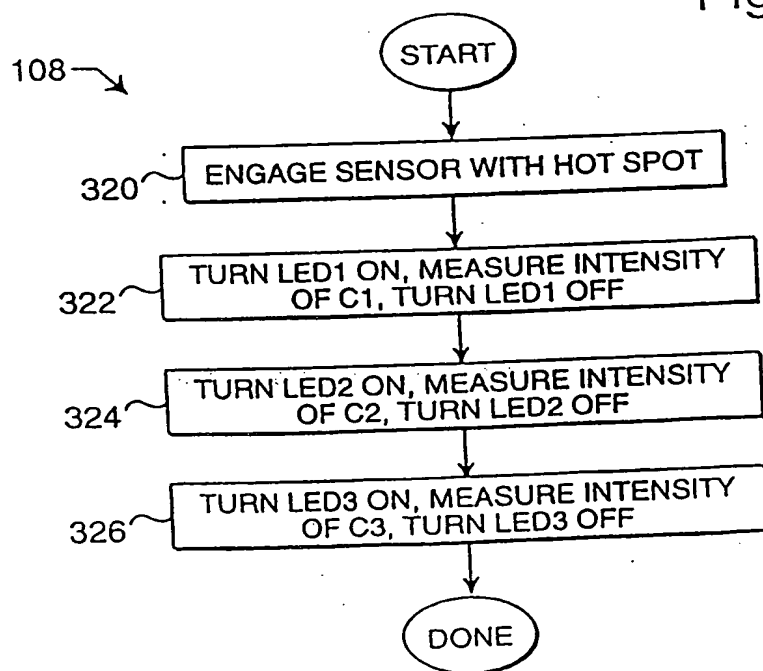 Fig
START
108
320
ENGAGE SENSOR WITH HOT SPOT
322
TURN LED1 ON, MEASURE INTENSITY
OF C1, TURN LED1 OFF
324
TURN LED2 ON, MEASURE INTENSITY
OF C2, TURN LED2 OFF
326
TURN LED3 ON, MEASURE INTENSITY
OF C3, TURN LED3 OFF
DONE